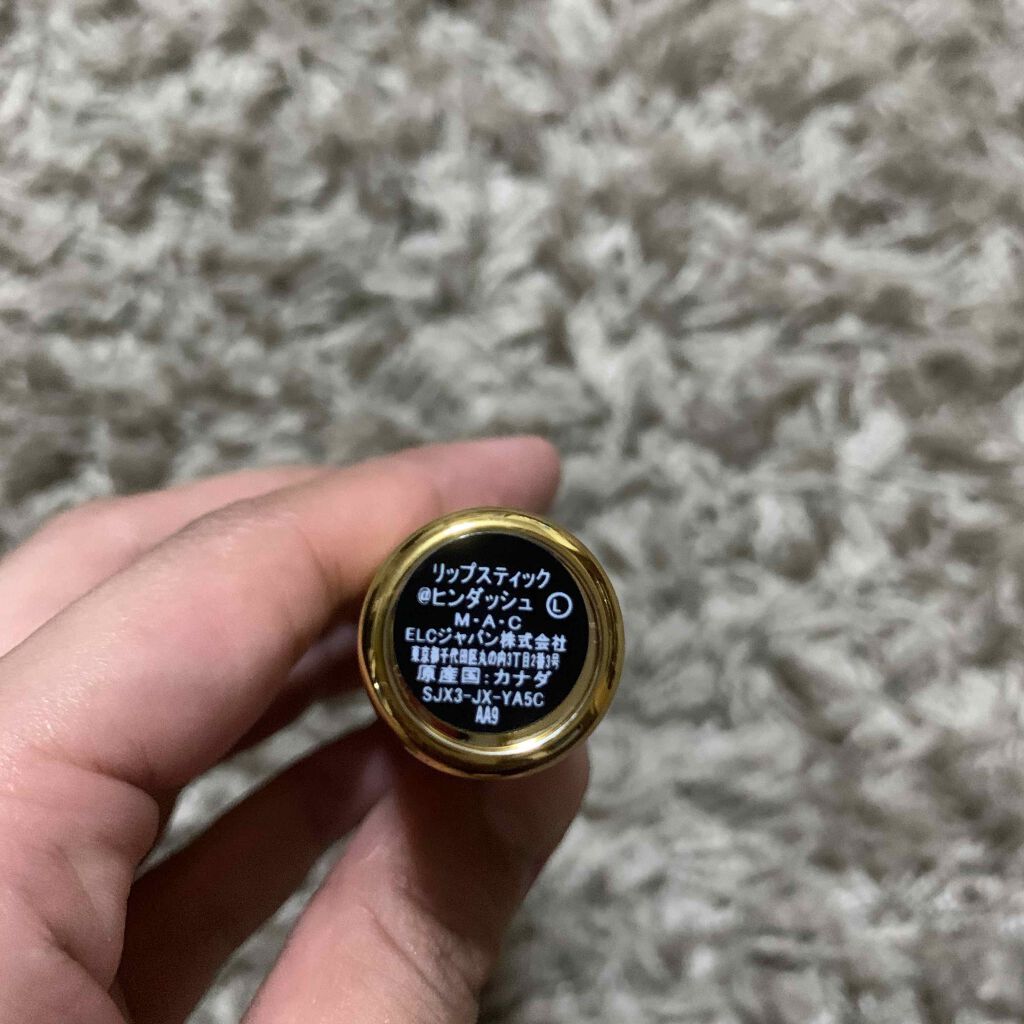 リップスティック
@ヒンダッシュ Ⓛ
M・A・C
ELCジャパン株式会社
東京都千代田区丸の内3丁目2番3号
原産国:カナダ
SJX3-JX-YA5C
AA9